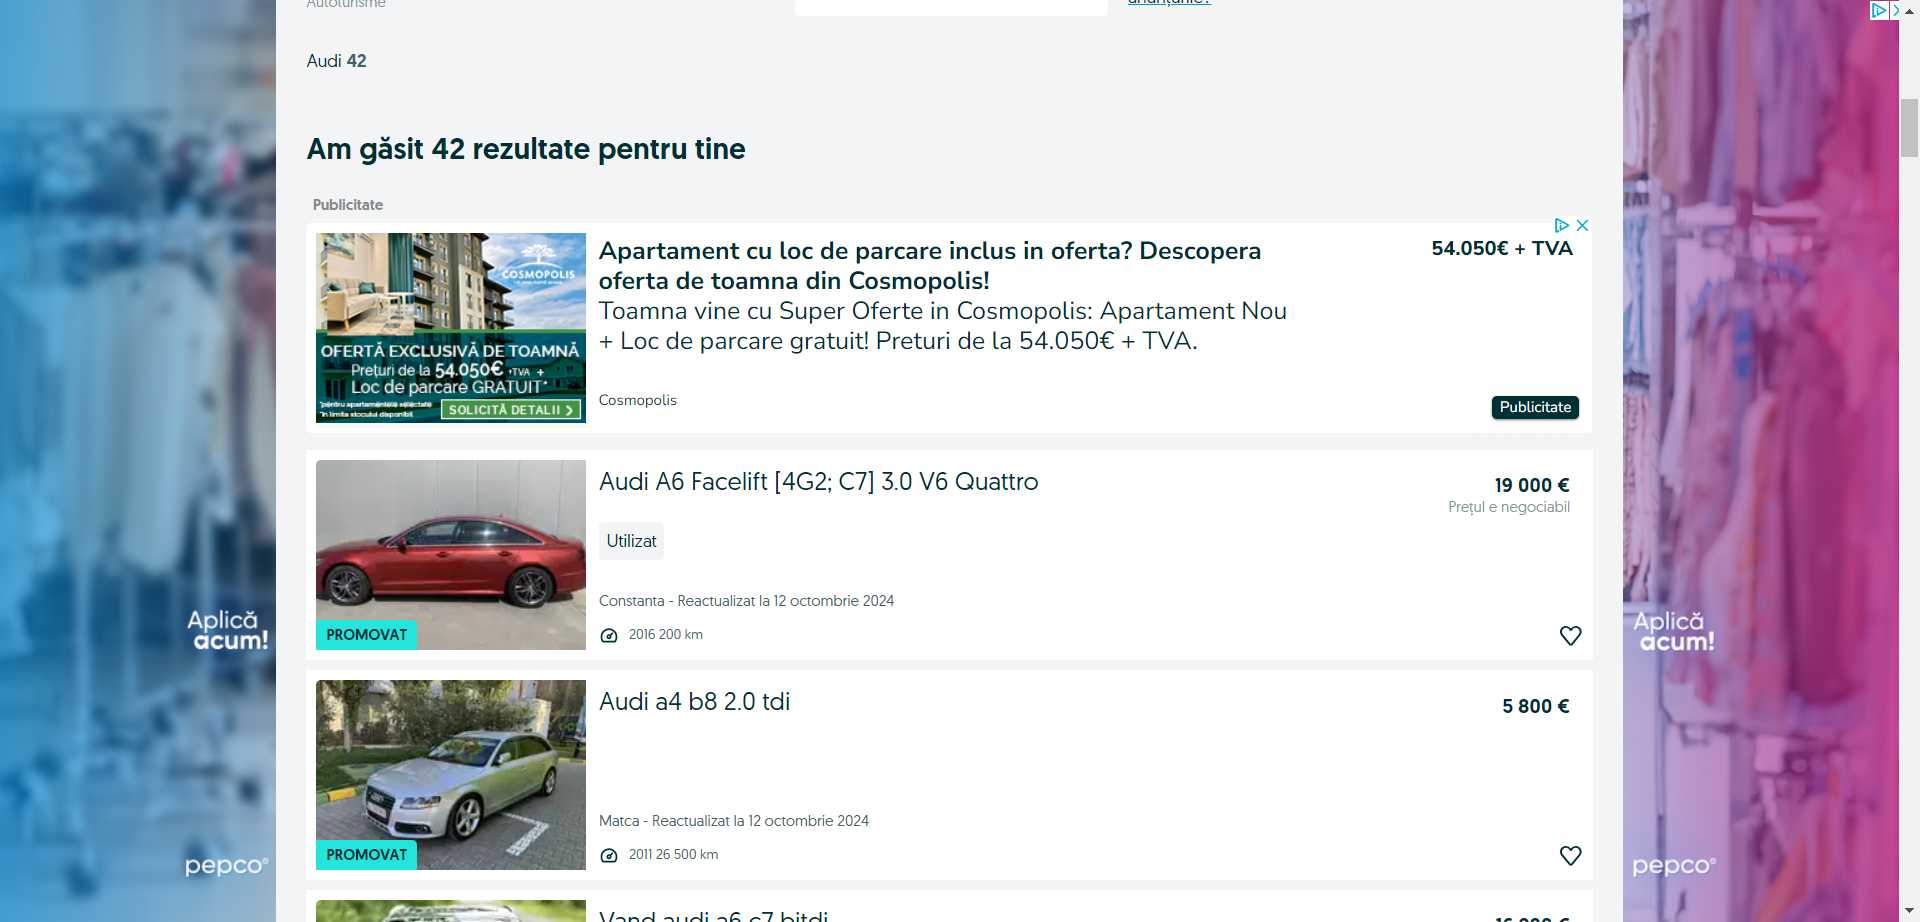 Autoturisme
anunțurile?
Audi 42
Am găsit 42 rezultate pentru tine
Publicitate
COSMOPOLIS
OFERTĂ EXCLUSIVĂ DE TOAMNĂ
Prețuri de la 54.050€ +TVA +
Loc de parcare GRATUIT*
*pentru apartamentele selectate
*in limita stocului disponibil
SOLICITĂ DETALII
Apartament cu loc de parcare inclus in oferta? Descopera
oferta de toamna din Cosmopolis!
Toamna vine cu Super Oferte in Cosmopolis: Apartament Nou
+ Loc de parcare gratuit! Preturi de la 54.050€ + TVA.
54.050€ + TVA
Cosmopolis
Publicitate
Audi A6 Facelift [4G2; C7] 3.0 V6 Quattro
19 000 €
Prețul e negociabil
Utilizat
Constanta - Reactualizat la 12 octombrie 2024
2016 200 km
PROMOVAT
Audi a4 b8 2.0 tdi
5 800 €
Matca - Reactualizat la 12 octombrie 2024
2011 26 500 km
PROMOVAT
Vand audi a6 c7 bitdi
Aplică
acum!
pepco
Aplică
acum!
pepco